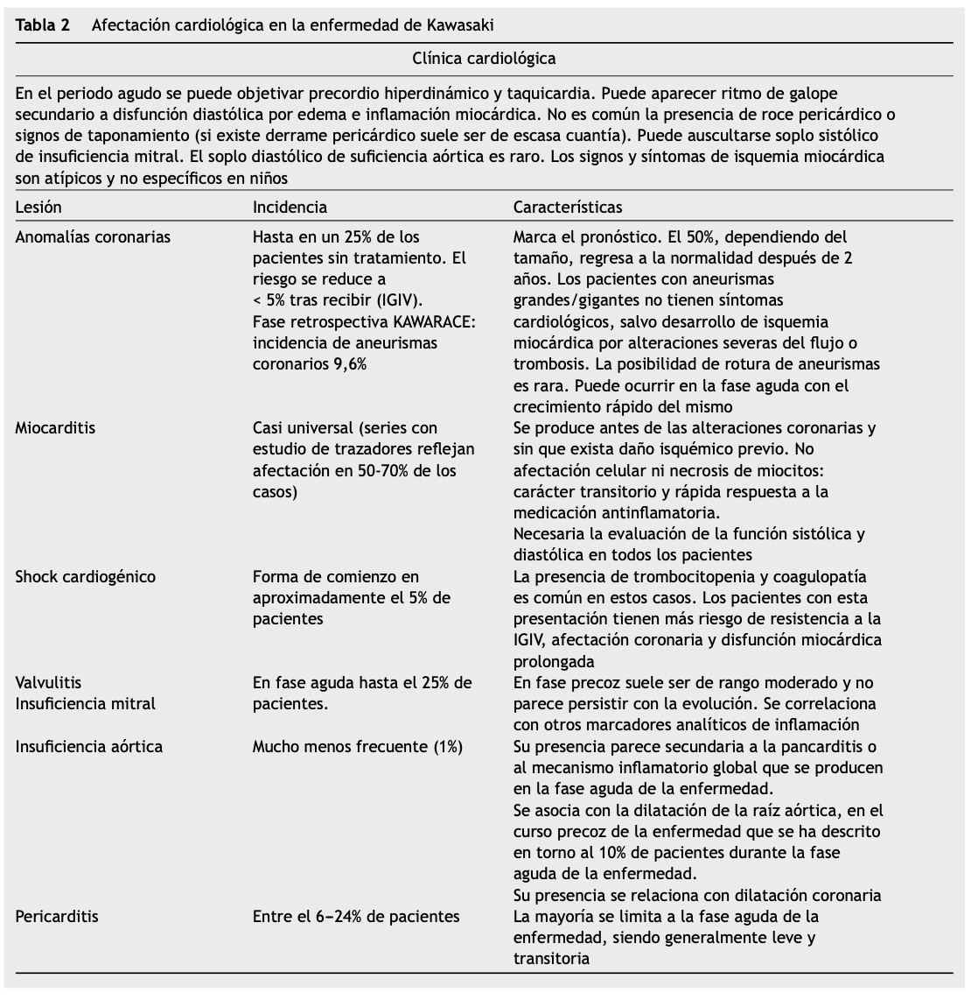 Tabla 2 Afectación cardiológica en la enfermedad de Kawasaki
Clínica cardiológica
En el periodo agudo se puede objetivar precordio hiperdinámico y taquicardia. Puede aparecer ritmo de galope
secundario a disfunción diastólica por edema e inflamación miocárdica. No es común la presencia de roce pericárdico o
signos de taponamiento (si existe derrame pericárdico suele ser de escasa cuantía). Puede auscultarse soplo sistólico
de insuficiencia mitral. El soplo diastólico de suficiencia aórtica es raro. Los signos y síntomas de isquemia miocárdica
son atípicos y no específicos en niños
Lesión Incidencia Características
Anomalías coronarias
Hasta en un 25% de los
pacientes sin tratamiento. El
riesgo se reduce a
< 5% tras recibir (IGIV).
Fase retrospectiva KAWARACE:
incidencia de aneurismas
coronarios 9,6%
Marca el pronóstico. El 50%, dependiendo del
tamaño, regresa a la normalidad después de 2
años. Los pacientes con aneurismas
grandes/gigantes no tienen síntomas
cardiológicos, salvo desarrollo de isquemia
miocárdica por alteraciones severas del flujo o
trombosis. La posibilidad de rotura de aneurismas
es rara. Puede ocurrir en la fase aguda con el
crecimiento rápido del mismo
Miocarditis
Casi universal (series con
estudio de trazadores reflejan
afectación en 50-70% de los
casos)
Se produce antes de las alteraciones coronarias y
sin que exista daño isquémico previo. No
afectación celular ni necrosis de miocitos:
carácter transitorio y rápida respuesta a la
medicación antinflamatoria.
Necesaria la evaluación de la función sistólica y
diastólica en todos los pacientes
Shock cardiogénico
Forma de comienzo en
aproximadamente el 5% de
pacientes
La presencia de trombocitopenia y coagulopatía
es común en estos casos. Los pacientes con esta
presentación tienen más riesgo de resistencia a la
IGIV, afectación coronaria y disfunción miocárdica
prolongada
Valvulitis
Insuficiencia mitral
En fase aguda hasta el 25% de
pacientes.
En fase precoz suele ser de rango moderado y no
parece persistir con la evolución. Se correlaciona
con otros marcadores analíticos de inflamación
Insuficiencia aórtica
Mucho menos frecuente (1%)
Su presencia parece secundaria a la pancarditis o
al mecanismo inflamatorio global que se producen
en la fase aguda de la enfermedad.
Se asocia con la dilatación de la raíz aórtica, en el
curso precoz de la enfermedad que se ha descrito
en torno al 10% de pacientes durante la fase
aguda de la enfermedad.
Su presencia se relaciona con dilatación coronaria
Pericarditis
Entre el 6–24% de pacientes
La mayoría se limita a la fase aguda de la
enfermedad, siendo generalmente leve y
transitoria